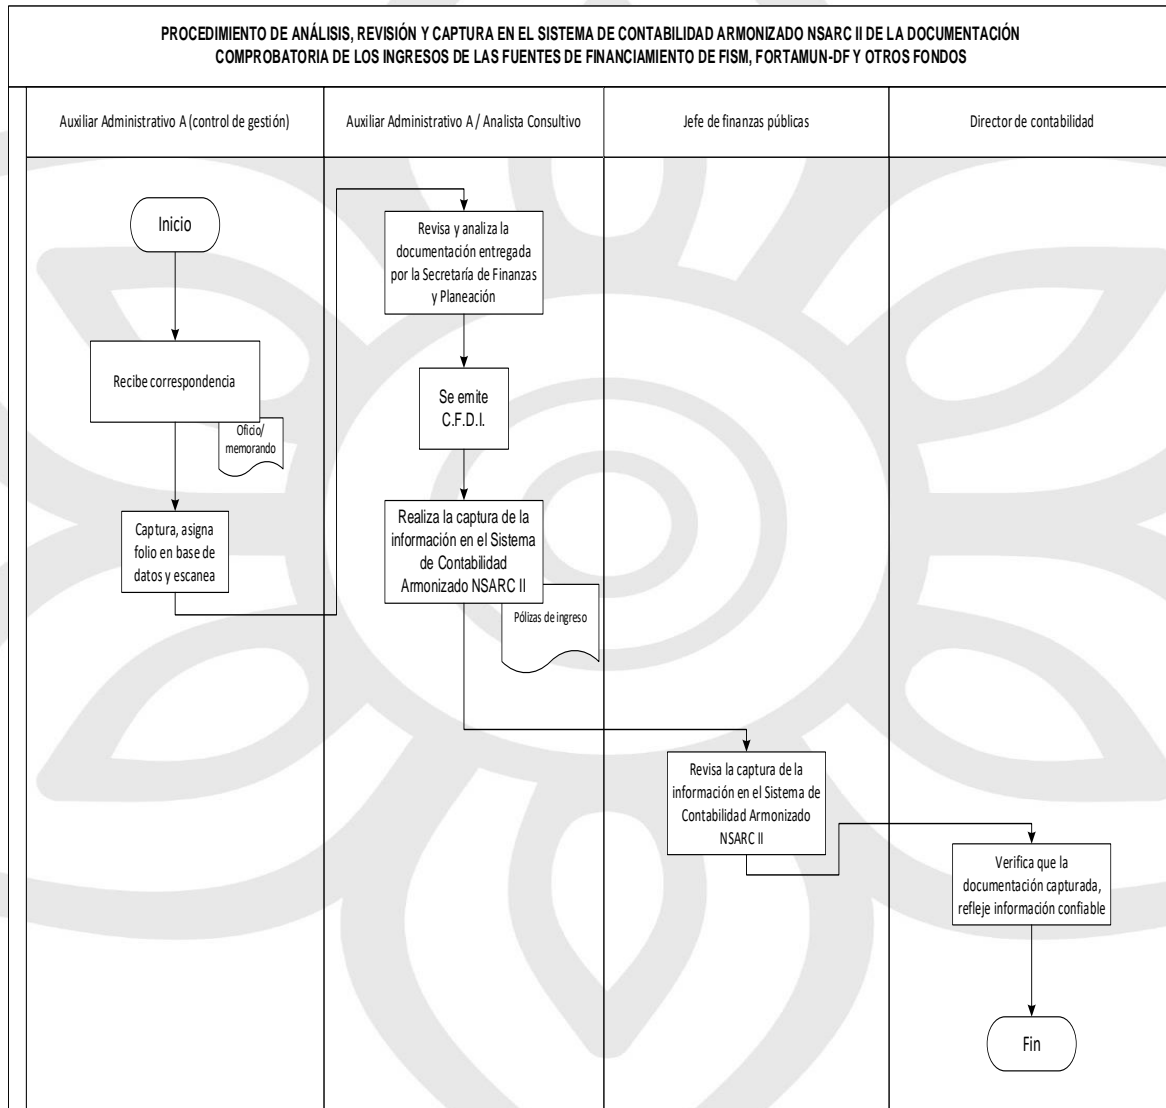 PROCEDIMIENTO DE ANÁLISIS, REVISIÓN Y CAPTURA EN EL SISTEMA DE CONTABILIDAD ARMONIZADO NSARC II DE LA DOCUMENTACIÓN
COMPROBATORIA DE LOS INGRESOS DE LAS FUENTES DE FINANCIAMIENTO DE FISM, FORTAMUN-DF Y OTROS FONDOS
Auxiliar Administrativo A (control de gestión)
Auxiliar Administrativo A / Analista Consultivo
Jefe de finanzas públicas
Director de contabilidad
Inicio
Recibe correspondencia
Oficio/
memorando
Captura, asigna
folio en base de
datos y escanea
Revisa y analiza la
documentación entregada
por la Secretaría de Finanzas
y Planeación
Se emite
C.F.D.I.
Realiza la captura de la
información en el Sistema
de Contabilidad
Armonizado NSARC II
Pólizas de ingreso
Revisa la captura de la
información en el Sistema de
Contabilidad Armonizado
NSARC II
Verifica que la
documentación capturada,
refleje información confiable
Fin